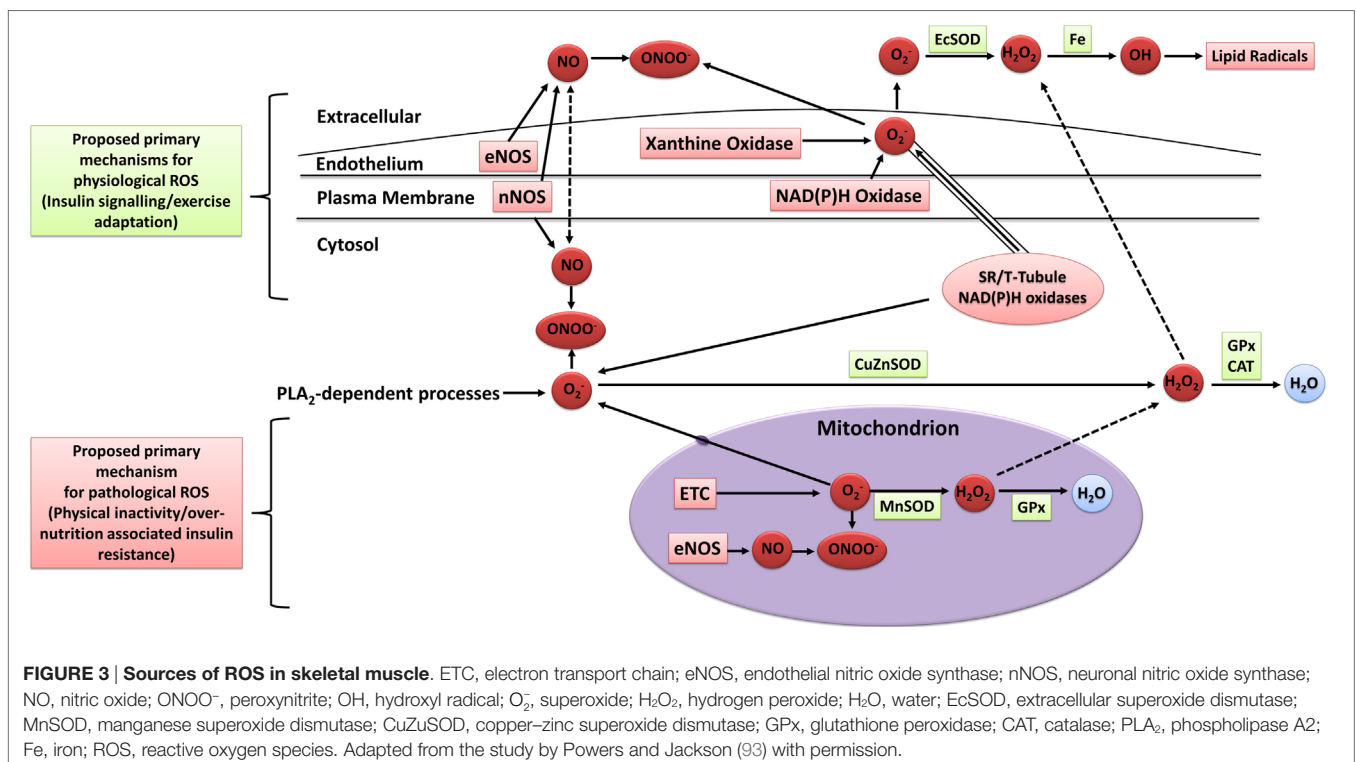 O₂⁻
EcSOD
H₂O₂
Fe
OH
Lipid Radicals
NO
ONOO⁻
Proposed primary
mechanisms for
physiological ROS
(Insulin signalling/exercise
adaptation)
Extracellular
Endothelium
Plasma Membrane
Cytosol
eNOS
nNOS
Xanthine Oxidase
O₂⁻
NAD(P)H Oxidase
NO
SR/T-Tubule
NAD(P)H oxidases
ONOO⁻
PLA₂-dependent processes
O₂⁻
CuZnSOD
H₂O₂
GPx
CAT
H₂O
Proposed primary
mechanism
for pathological ROS
(Physical inactivity/over-
nutrition associated insulin
resistance)
Mitochondrion
ETC
O₂⁻
MnSOD
H₂O₂
GPx
H₂O
eNOS
NO
ONOO⁻
FIGURE 3 | Sources of ROS in skeletal muscle. ETC, electron transport chain; eNOS, endothelial nitric oxide synthase; nNOS, neuronal nitric oxide synthase;
NO, nitric oxide; ONOO⁻, peroxynitrite; OH, hydroxyl radical; O₂⁻, superoxide; H₂O₂, hydrogen peroxide; H₂O, water; EcSOD, extracellular superoxide dismutase;
MnSOD, manganese superoxide dismutase; CuZuSOD, copper–zinc superoxide dismutase; GPx, glutathione peroxidase; CAT, catalase; PLA₂, phospholipase A2;
Fe, iron; ROS, reactive oxygen species. Adapted from the study by Powers and Jackson (93) with permission.